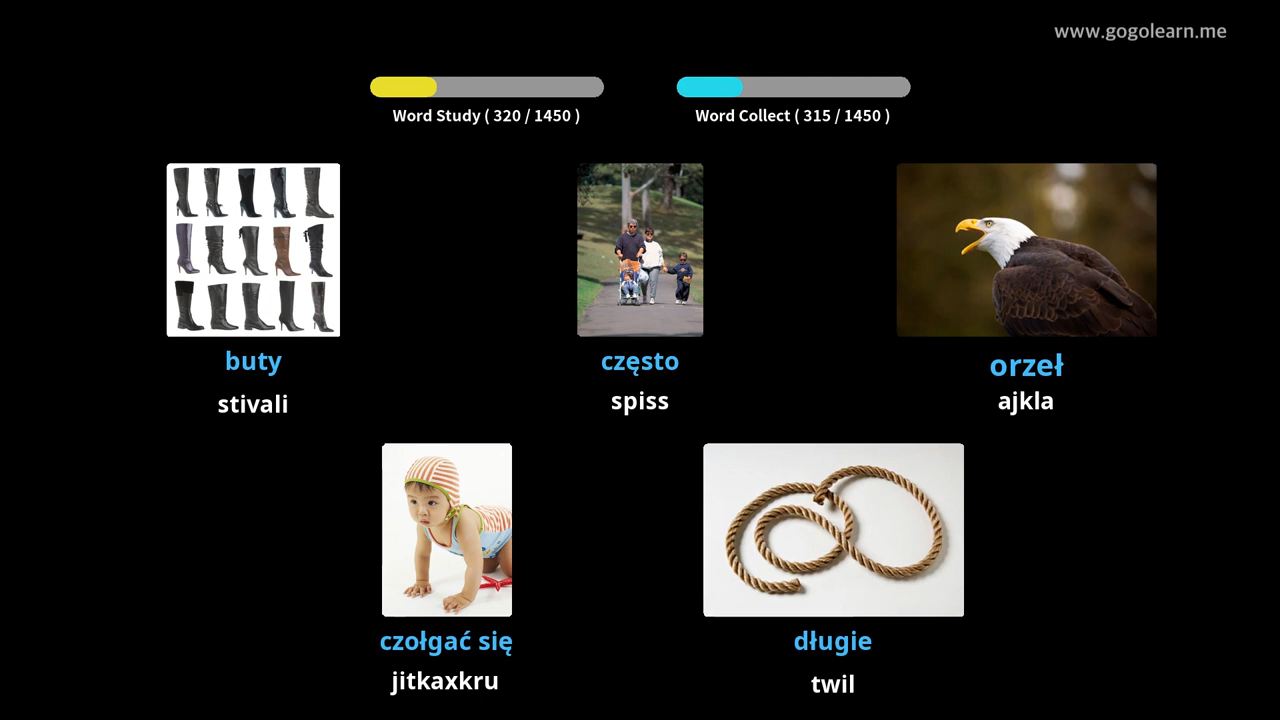 www.gogolearn.me
Word Study ( 320 / 1450 )
Word Collect ( 315 / 1450 )
buty
stivali
często
spiss
orzeł
ajkla
czołgać się
jitkaxkru
długie
twil